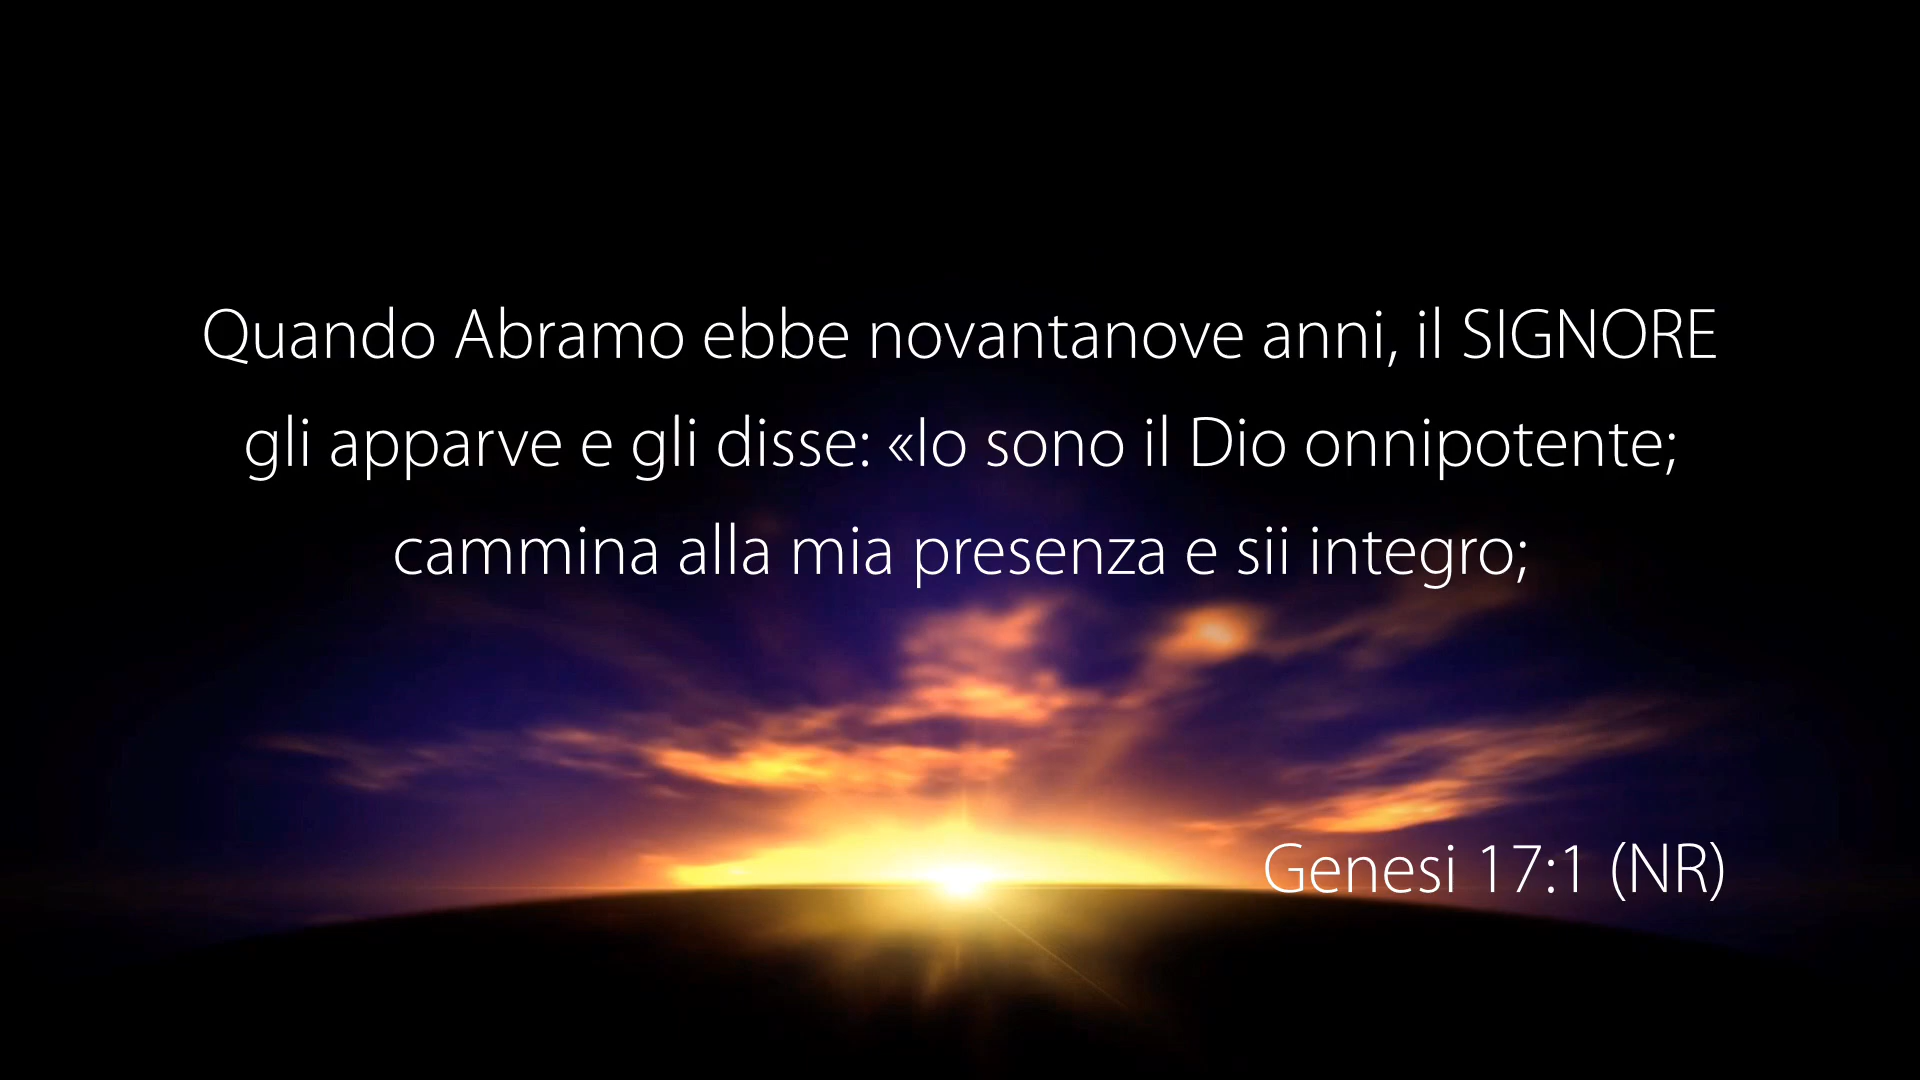 Quando Abramo ebbe novantanove anni, il SIGNORE
gli apparve e gli disse: «Io sono il Dio onnipotente;
cammina alla mia presenza e sii integro;
Genesi 17:1 (NR)